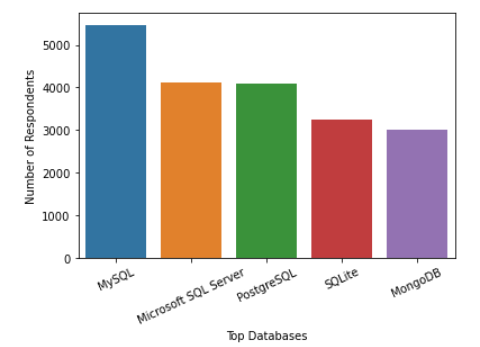 Number of Respondents
5000
4000
3000
2000
1000
0
MySQL
Microsoft SQL Server
PostgreSQL
SQLite
MongoDB
Top Databases